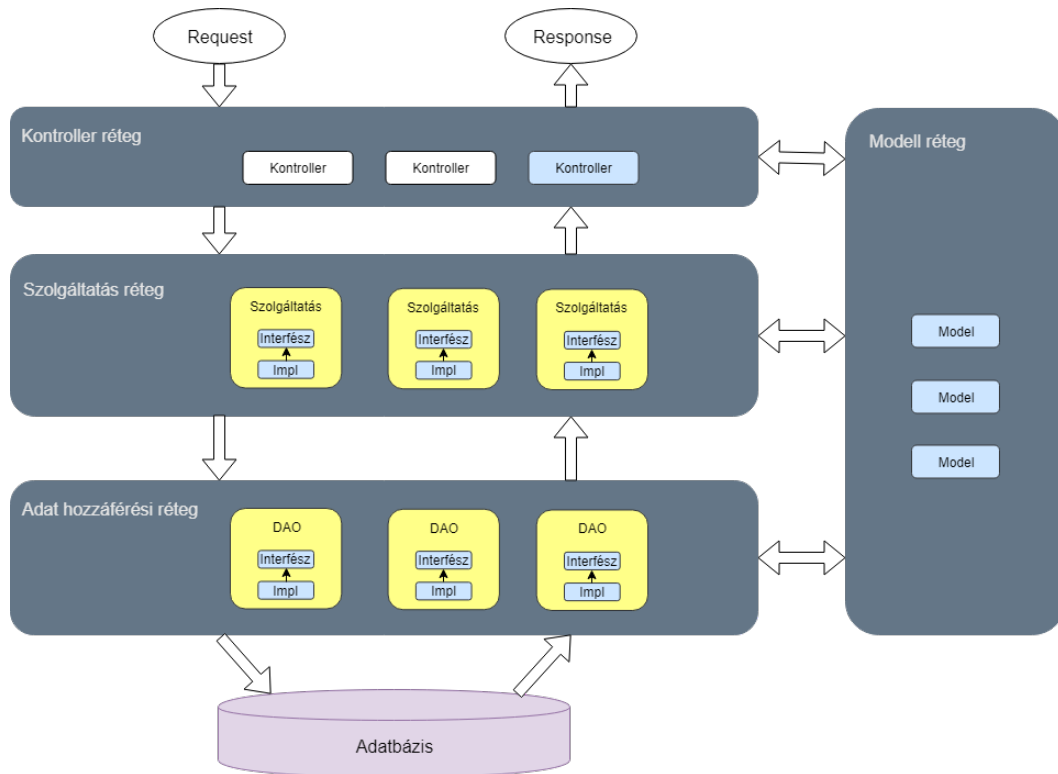 Request
Response
Kontroller réteg
Kontroller
Kontroller
Kontroller
Modell réteg
Szolgáltatás réteg
Szolgáltatás
Interfész
Impl
Szolgáltatás
Interfész
Impl
Szolgáltatás
Interfész
Impl
Model
Model
Model
Adat hozzáférési réteg
DAO
Interfész
Impl
DAO
Interfész
Impl
DAO
Interfész
Impl
Adatbázis